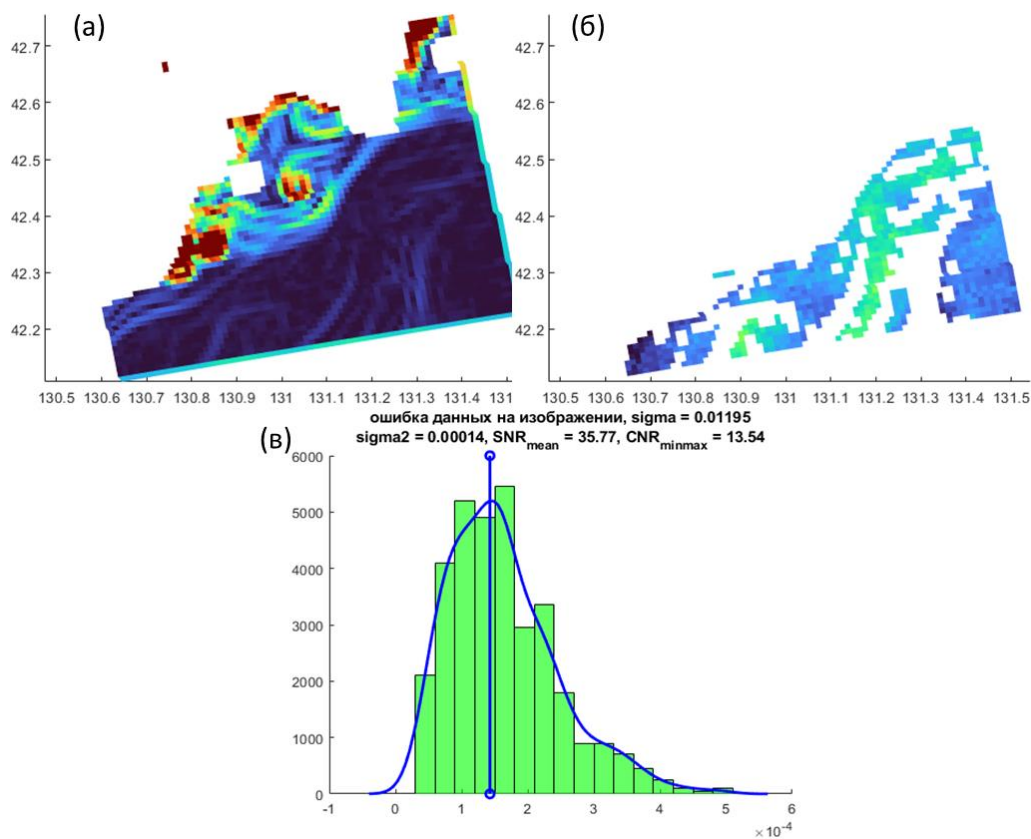 (а)
(б)
42.7
42.6
42.5
42.4
42.3
42.2
130.5 130.6 130.7 130.8 130.9 131 131.1 131.2 131.3 131.4 131
42.7
42.6
42.5
42.4
42.3
42.2
130.5 130.6 130.7 130.8 130.9 131 131.1 131.2 131.3 131.4 131.5
ошибка данных на изображении, sigma = 0.01195
sigma2 = 0.00014, SNR_mean = 35.77, CNR_minmax = 13.54
(в)
6000
5000
4000
3000
2000
1000
0
-1 0 1 2 3 4 5 6
×10^-4